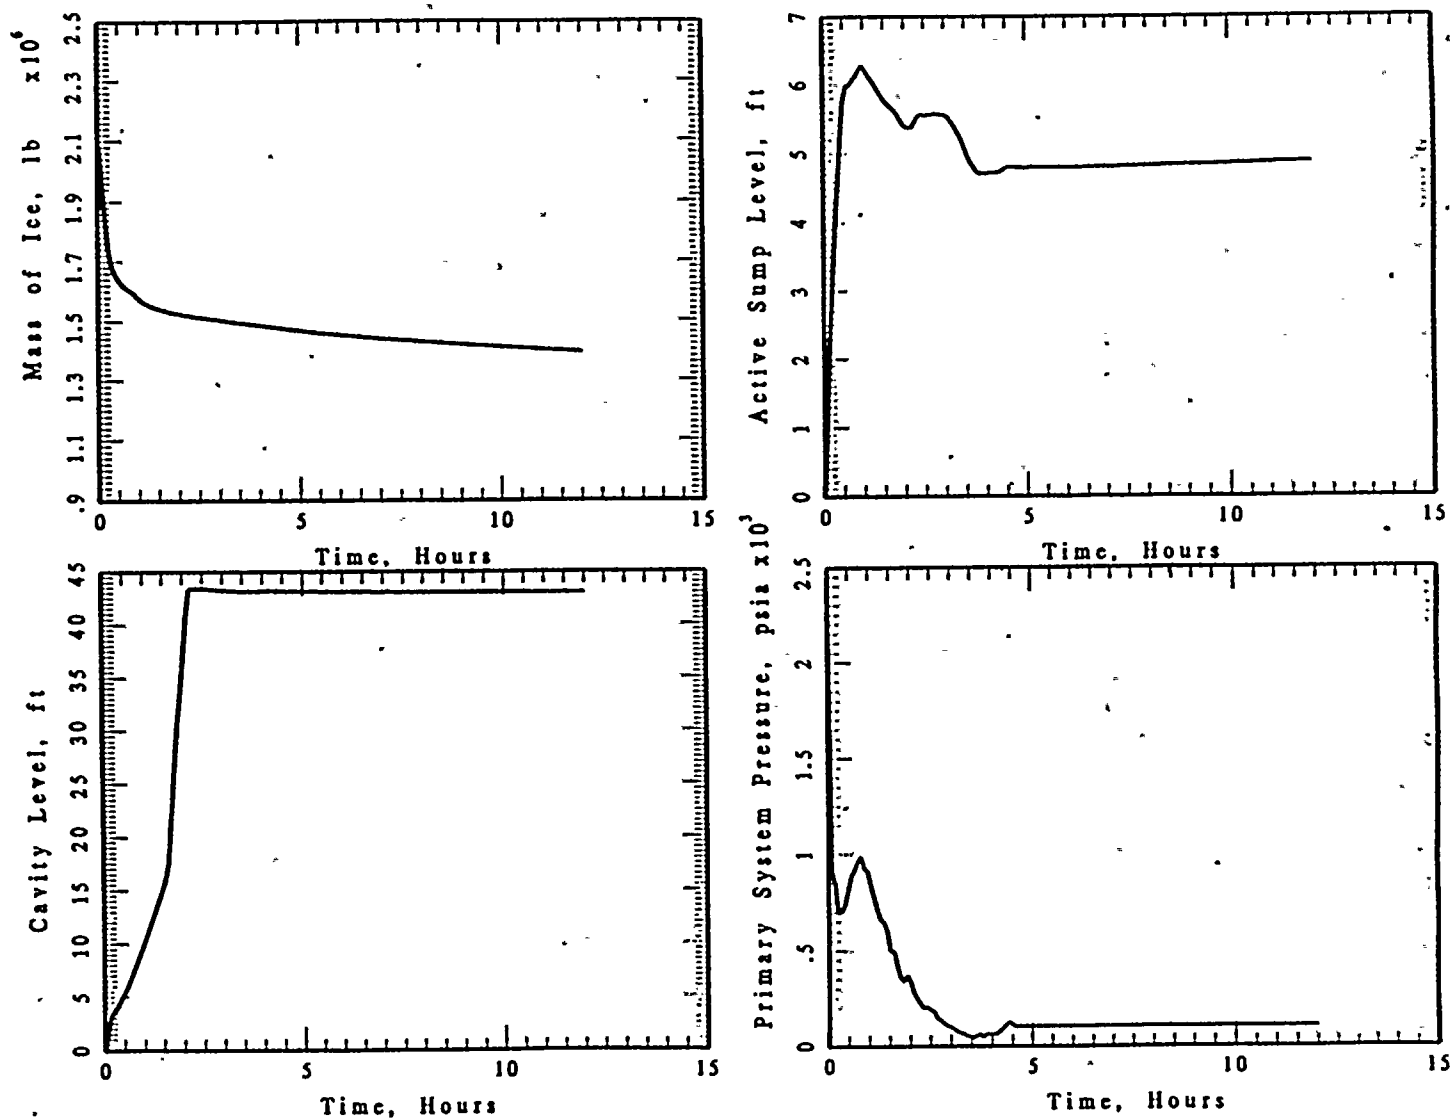 Mass of Ice, lb x10⁶
2.5
2.3
2.1
1.9
1.7
1.5
1.3
1.1
.9
0 5 10 15
Time, Hours
Active Sump Level, ft
7
6
5
4
3
2
1
0
0 5 10 15
Time, Hours
Cavity Level, ft
45
40
35
30
25
20
15
10
5
0
0 5 10 15
Time, Hours
Primary System Pressure, psia x10³
2.5
2
1.5
1
.5
0
0 5 10 15
Time, Hours